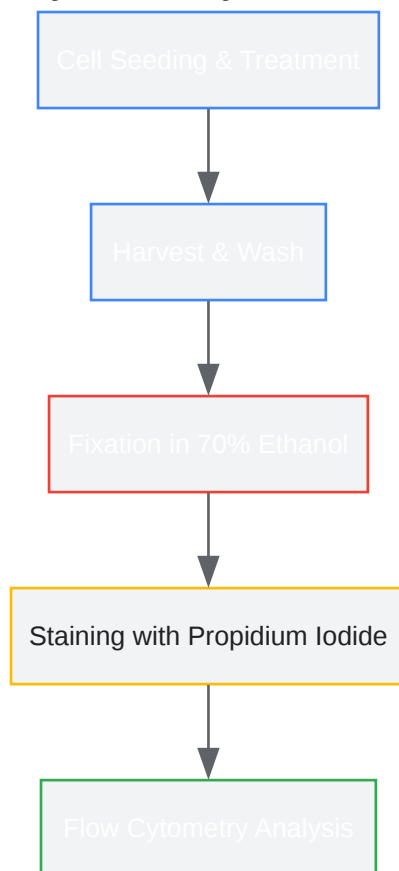 Cell Seeding & Treatment
Harvest & Wash
Fixation in 70% Ethanol
Staining with Propidium Iodide
Flow Cytometry Analysis